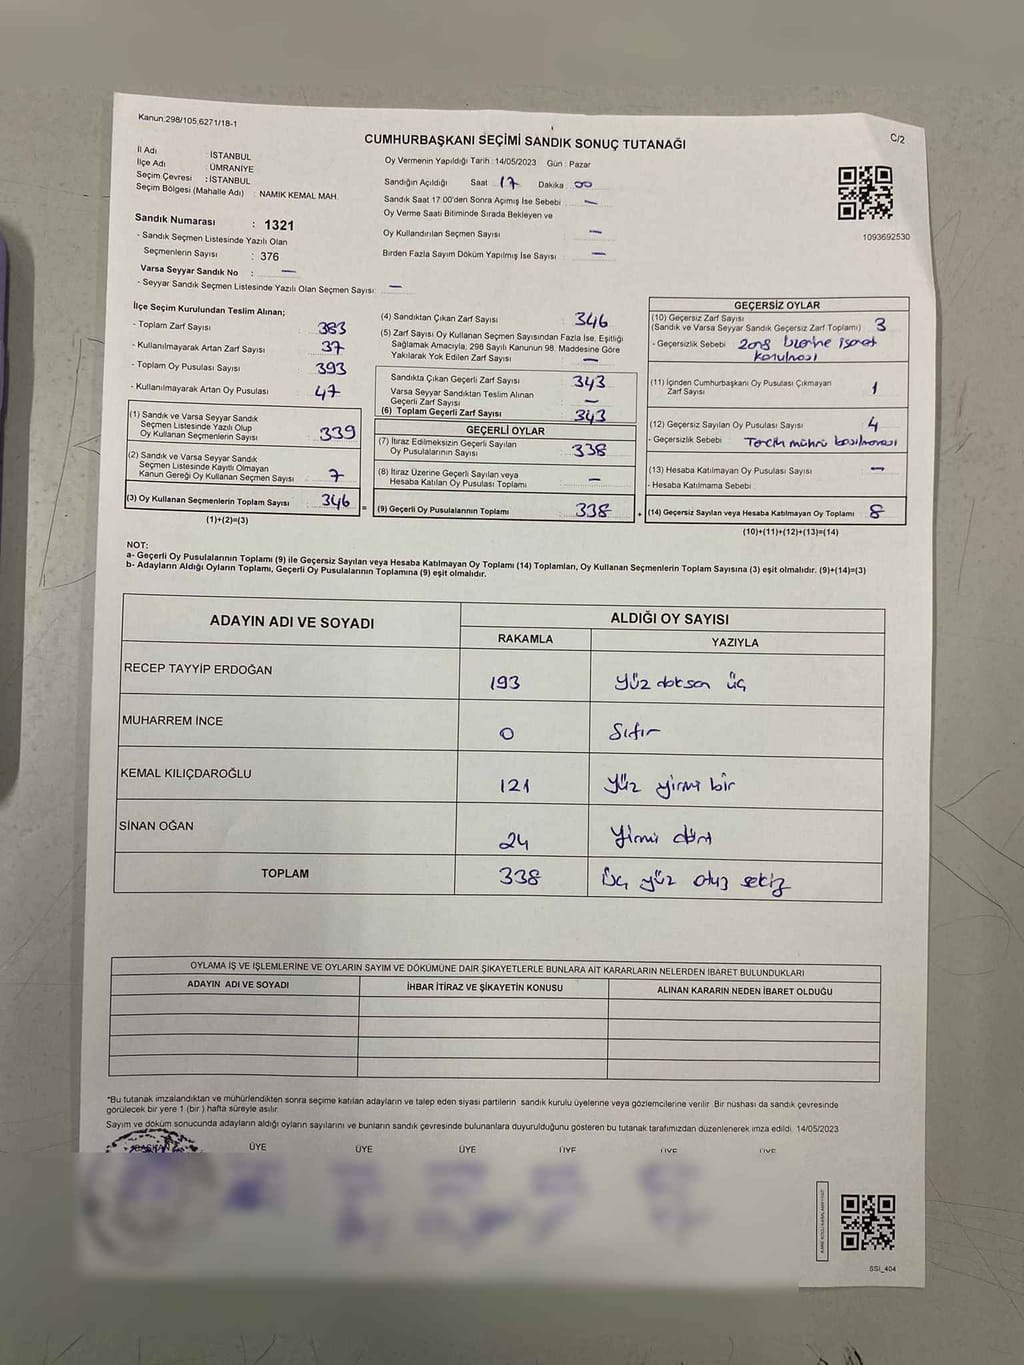 Kanun:298/105,6271/18-1
C/2
CUMHURBAŞKANI SEÇİMİ SANDIK SONUÇ TUTANAĞI
İl Adı : İSTANBUL
İlçe Adı : ÜMRANİYE
Seçim Çevresi : İSTANBUL
Seçim Bölgesi (Mahalle Adı) : NAMIK KEMAL MAH.
Sandık Numarası : 1321
- Sandık Seçmen Listesinde Yazılı Olan
Seçmenlerin Sayısı : 376
Varsa Seyyar Sandık No : —
- Seyyar Sandık Seçmen Listesinde Yazılı Olan Seçmen Sayısı: —
Oy Vermenin Yapıldığı Tarih : 14/05/2023 Gün : Pazar
Sandığın Açıldığı Saat 17 Dakika 00
Sandık Saat 17:00'den Sonra Açımış İse Sebebi —
Oy Verme Saati Bitiminde Sırada Bekleyen ve
Oy Kullandırılan Seçmen Sayısı —
Birden Fazla Sayım Döküm Yapılmış İse Sayısı —
1093692530
İlçe Seçim Kurulundan Teslim Alınan;
- Toplam Zarf Sayısı 383
- Kullanılmayarak Artan Zarf Sayısı 37
- Toplam Oy Pusulası Sayısı 393
- Kullanılmayarak Artan Oy Pusulası 47
(1) Sandık ve Varsa Seyyar Sandık
Seçmen Listesinde Yazılı Olup
Oy Kullanan Seçmenlerin Sayısı 339
(2) Sandık ve Varsa Seyyar Sandık
Seçmen Listesinde Kayıtlı Olmayan
Kanun Gereği Oy Kullanan Seçmen Sayısı 7
(3) Oy Kullanan Seçmenlerin Toplam Sayısı 346
(1)+(2)=(3)
(4) Sandıktan Çıkan Zarf Sayısı 346
(5) Zarf Sayısı Oy Kullanan Seçmen Sayısından Fazla İse, Eşitliği
Sağlamak Amacıyla, 298 Sayılı Kanunun 98. Maddesine Göre
Yakılarak Yok Edilen Zarf Sayısı —
Sandıkta Çıkan Geçerli Zarf Sayısı 343
Varsa Seyyar Sandıktan Teslim Alınan
Geçerli Zarf Sayısı —
(6) Toplam Geçerli Zarf Sayısı 343
GEÇERLİ OYLAR
(7) İtiraz Edilmeksizin Geçerli Sayılan
Oy Pusulalarının Sayısı 338
(8) İtiraz Üzerine Geçerli Sayılan veya
Hesaba Katılan Oy Pusulası Toplamı —
= (9) Geçerli Oy Pusulalarının Toplamı 338 +
GEÇERSİZ OYLAR
(10) Geçersiz Zarf Sayısı
(Sandık ve Varsa Seyyar Sandık Geçersiz Zarf Toplamı) 3
- Geçersizlik Sebebi zarf üzerine işaret
konulması
(11) İçinden Cumhurbaşkanı Oy Pusulası Çıkmayan
Zarf Sayısı 1
(12) Geçersiz Sayılan Oy Pusulası Sayısı 4
- Geçersizlik Sebebi Tercih mührü basılmaması
(13) Hesaba Katılmayan Oy Pusulası Sayısı —
- Hesaba Katılmama Sebebi
(14) Geçersiz Sayılan veya Hesaba Katılmayan Oy Toplamı 8
(10)+(11)+(12)+(13)=(14)
NOT:
a- Geçerli Oy Pusulalarının Toplamı (9) ile Geçersiz Sayılan veya Hesaba Katılmayan Oy Toplamı (14) Toplamları, Oy Kullanan Seçmenlerin Toplam Sayısına (3) eşit olmalıdır. (9)+(14)=(3)
b- Adayların Aldığı Oyların Toplamı, Geçerli Oy Pusulalarının Toplamına (9) eşit olmalıdır.
ADAYIN ADI VE SOYADI ALDIĞI OY SAYISI
RAKAMLA YAZIYLA
RECEP TAYYİP ERDOĞAN 193 yüz doksan üç
MUHARREM İNCE 0 Sıfır
KEMAL KILIÇDAROĞLU 121 yüz yirmi bir
SİNAN OĞAN 24 Yirmi dört
TOPLAM 338 Üç yüz otuz sekiz
OYLAMA İŞ VE İŞLEMLERİNE VE OYLARIN SAYIM VE DÖKÜMÜNE DAİR ŞİKAYETLERLE BUNLARA AİT KARARLARIN NELERDEN İBARET BULUNDUKLARI
ADAYIN ADI VE SOYADI İHBAR İTİRAZ VE ŞİKAYETİN KONUSU ALINAN KARARIN NEDEN İBARET OLDUĞU
*Bu tutanak imzalandıktan ve mühürlendikten sonra seçime katılan adayların ve talep eden siyasi partilerin sandık kurulu üyelerine veya gözlemcilerine verilir. Bir nüshası da sandık çevresinde
görülecek bir yere 1 (bir ) hafta süreyle asılır.
Sayım ve döküm sonucunda adayların aldığı oyların sayılarını ve bunların sandık çevresinde bulunanlara duyurulduğunu gösteren bu tutanak tarafımızdan düzenlenerek imza edildi. 14/05/2023
BAŞKAN ÜYE ÜYE ÜYE ÜYE ÜYE ÜYE
SSI_404